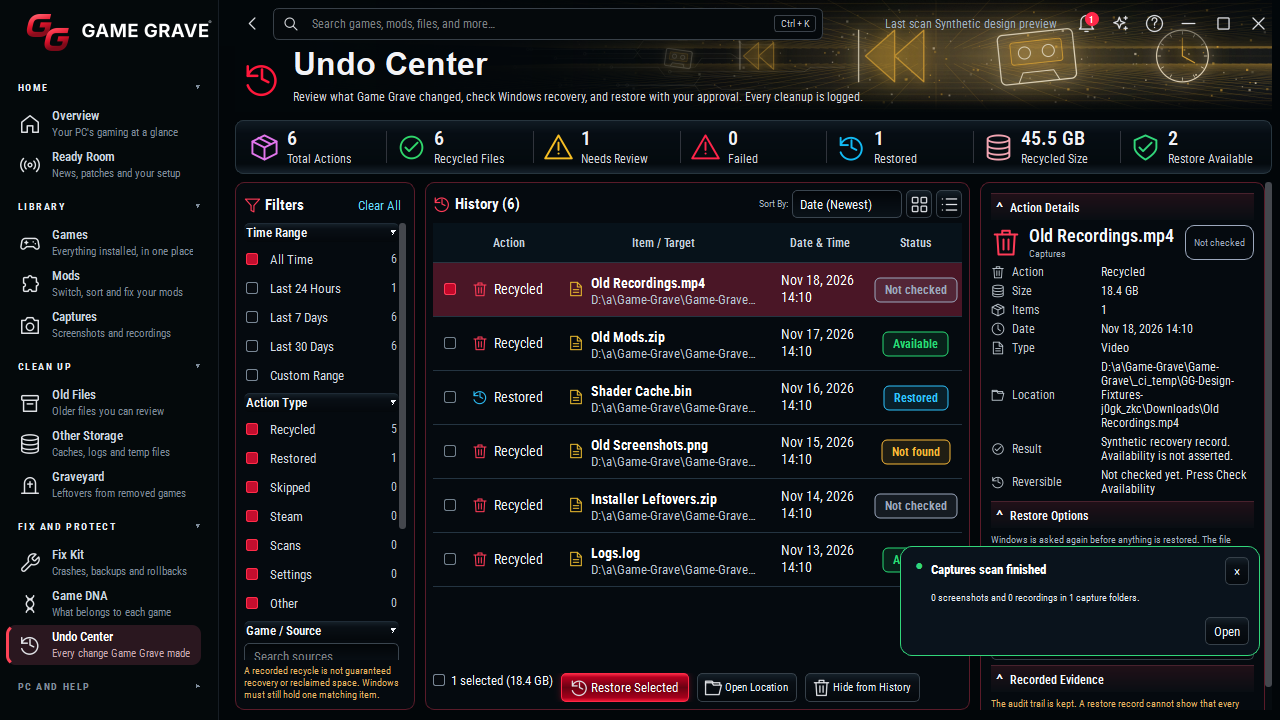 GAME GRAVE
Search games, mods, files, and more...
Ctrl + K
Last scan Synthetic design preview
1
Undo Center
Review what Game Grave changed, check Windows recovery, and restore with your approval. Every cleanup is logged.
HOME
Overview
Your PC's gaming at a glance
Ready Room
News, patches and your setup
LIBRARY
Games
Everything installed, in one place
Mods
Switch, sort and fix your mods
Captures
Screenshots and recordings
CLEAN UP
Old Files
Older files you can review
Other Storage
Caches, logs and temp files
Graveyard
Leftovers from removed games
FIX AND PROTECT
Fix Kit
Crashes, backups and rollbacks
Game DNA
What belongs to each game
Undo Center
Every change Game Grave made
PC AND HELP
6
Total Actions
6
Recycled Files
1
Needs Review
0
Failed
1
Restored
45.5 GB
Recycled Size
2
Restore Available
Filters
Clear All
Time Range
All Time 6
Last 24 Hours 1
Last 7 Days 6
Last 30 Days 6
Custom Range
Action Type
Recycled 5
Restored 1
Skipped 0
Steam 0
Scans 0
Settings 0
Other 0
Game / Source
Search sources
A recorded recycle is not guaranteed
recovery or reclaimed space. Windows
must still hold one matching item.
History (6)
Sort By: Date (Newest)
Action Item / Target Date & Time Status
Recycled
Old Recordings.mp4
D:\a\Game-Grave\Game-Grave...
Nov 18, 2026
14:10
Not checked
Recycled
Old Mods.zip
D:\a\Game-Grave\Game-Grave...
Nov 17, 2026
14:10
Available
Restored
Shader Cache.bin
D:\a\Game-Grave\Game-Grave...
Nov 16, 2026
14:10
Restored
Recycled
Old Screenshots.png
D:\a\Game-Grave\Game-Grave...
Nov 15, 2026
14:10
Not found
Recycled
Installer Leftovers.zip
D:\a\Game-Grave\Game-Grave...
Nov 14, 2026
14:10
Not checked
Recycled
Logs.log
D:\a\Game-Grave\Game-Grave...
Nov 13, 2026
14:10
1 selected (18.4 GB)
Restore Selected
Open Location
Hide from History
Action Details
Old Recordings.mp4
Captures
Not checked
Action Recycled
Size 18.4 GB
Items 1
Date Nov 18, 2026 14:10
Type Video
Location
D:\a\Game-Grave\Game-
Grave\_ci_temp\GG-Design-
Fixtures-
j0gk_zkc\Downloads\Old
Recordings.mp4
Result
Synthetic recovery record.
Availability is not asserted.
Reversible
Not checked yet. Press Check
Availability
Restore Options
Windows is asked again before anything is restored. The file
Captures scan finished
x
0 screenshots and 0 recordings in 1 capture folders.
Open
Recorded Evidence
The audit trail is kept. A restore record cannot show that every